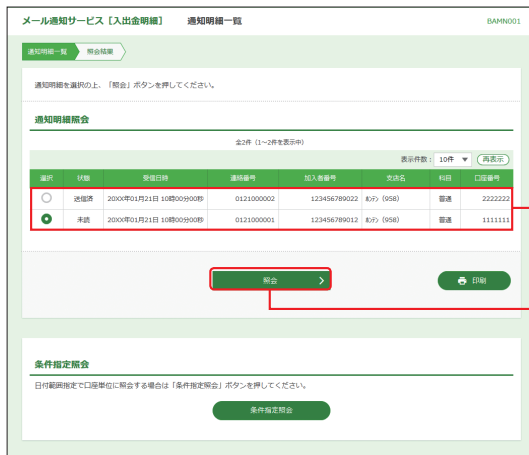 メール通知サービス［入出金明細］ 通知明細一覧 BAMN001
通知明細一覧 照会結果
通知明細を選択の上、「照会」ボタンを押してください。
通知明細照会
全2件（1～2件を表示中）
表示件数： 10件 ▼ 再表示
選択 状態 受信日時 連絡番号 加入者番号 支店名 科目 口座番号
送信済 20XX年01月21日 10時00分00秒 0121000002 123456789022 ホンテン（958） 普通 2222222
未読 20XX年01月21日 10時00分00秒 0121000001 123456789012 ホンテン（958） 普通 1111111
照会
印刷
条件指定照会
日付範囲指定で口座単位に照会する場合は「条件指定照会」ボタンを押してください。
条件指定照会